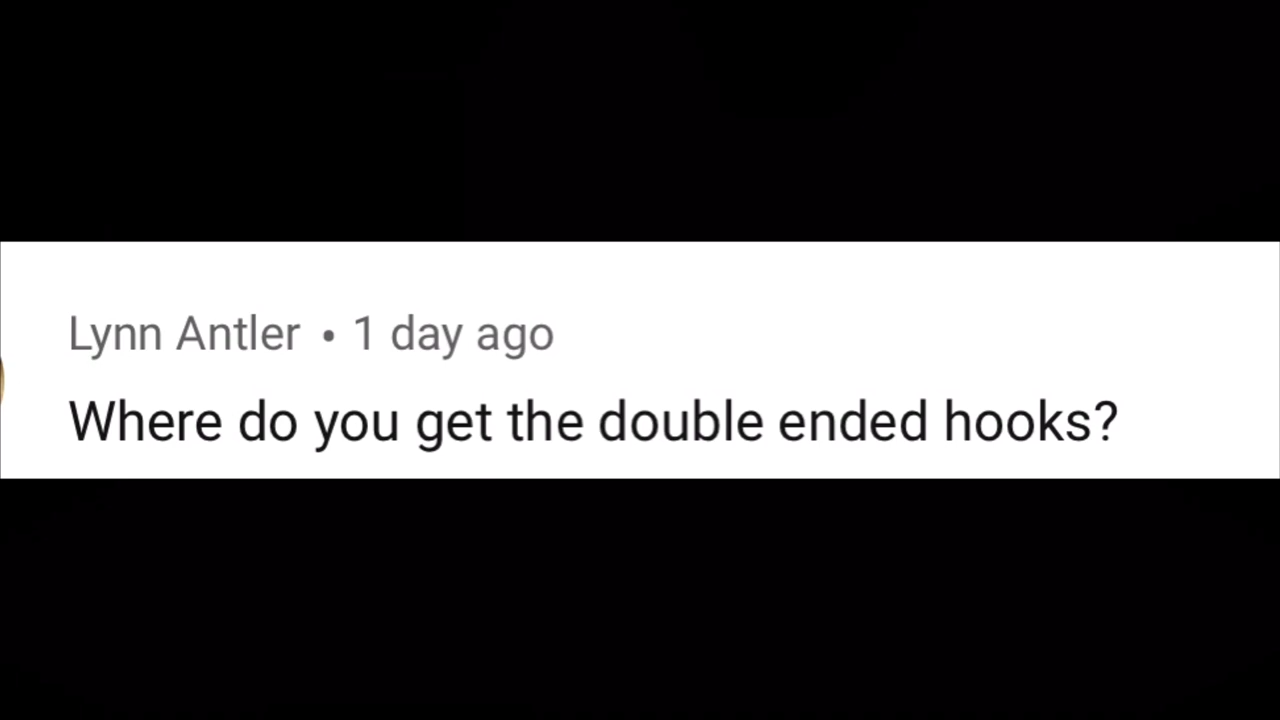 Lynn Antler • 1 day ago
Where do you get the double ended hooks?